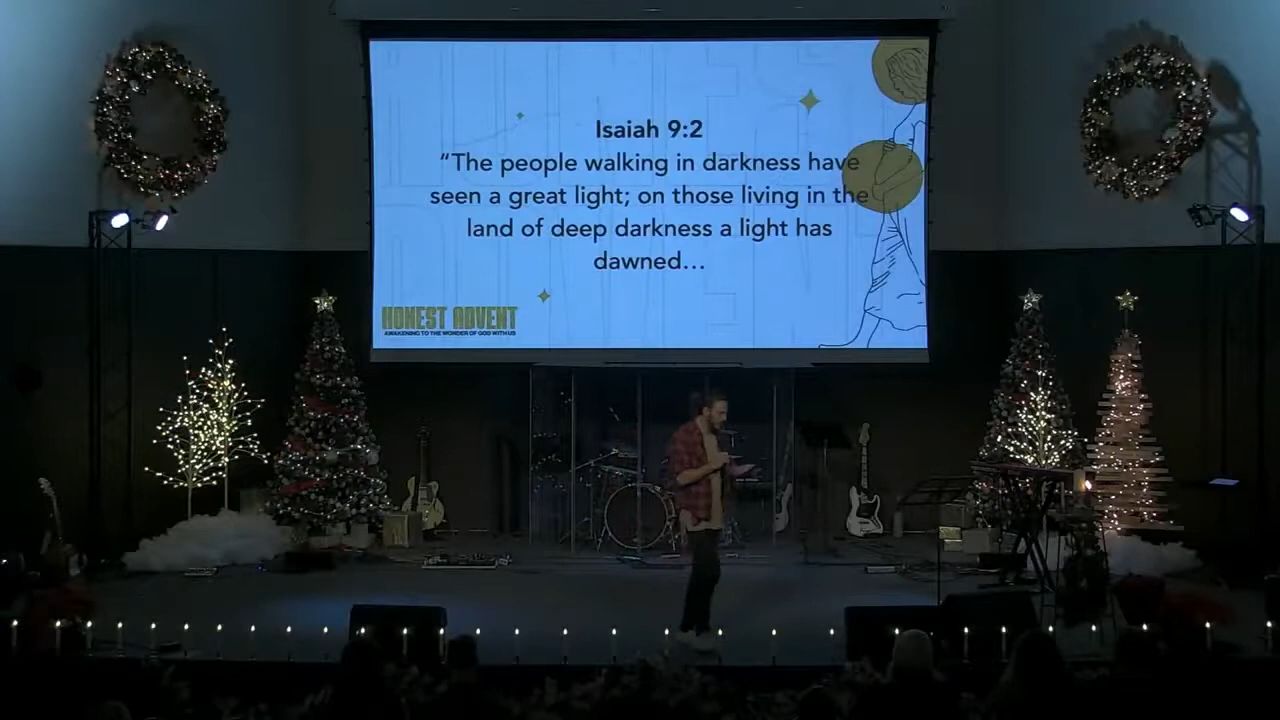 Isaiah 9:2
“The people walking in darkness have
seen a great light; on those living in the
land of deep darkness a light has
dawned…
HONEST ADVENT
AWAKENING TO THE WONDER OF GOD WITH US